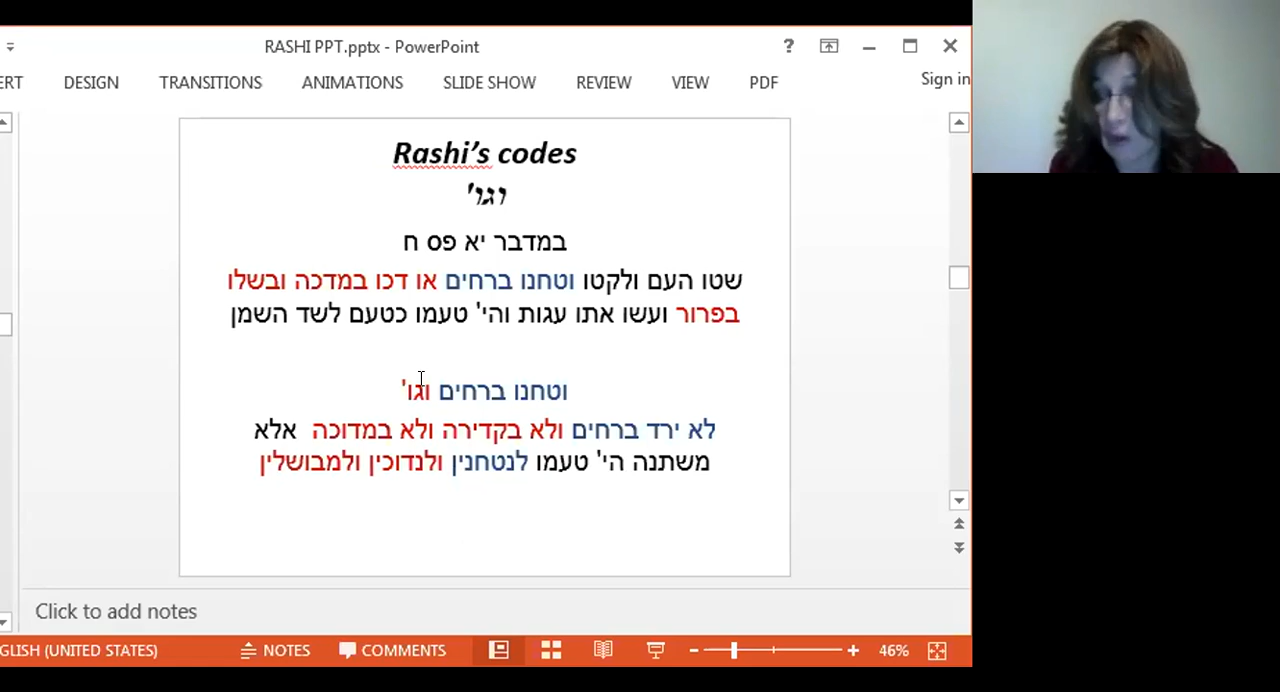 RASHI PPT.pptx - PowerPoint
?
ERT DESIGN TRANSITIONS ANIMATIONS SLIDE SHOW REVIEW VIEW PDF Sign in
Rashi's codes
וגו'
במדבר יא פס ח
שטו העם ולקטו וטחנו ברחים או דכו במדכה ובשלו
בפרור ועשו אתו עגות והי' טעמו כטעם לשד השמן
וטחנו ברחים וגו'
לא ירד ברחים ולא בקדירה ולא במדוכה אלא
משתנה הי' טעמו לנטחנין ולנדוכין ולמבושלין
Click to add notes
GLISH (UNITED STATES) NOTES COMMENTS 46%